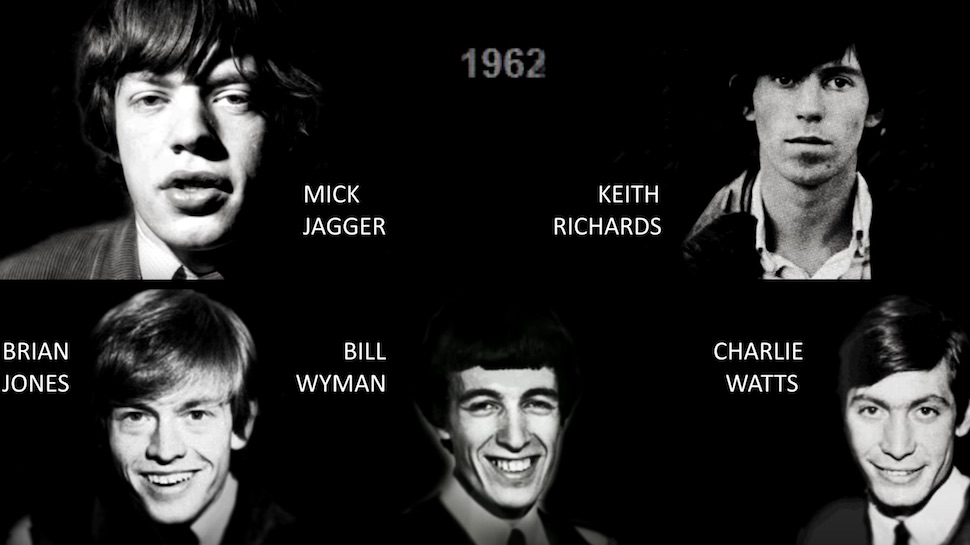 1962
MICK
JAGGER
KEITH
RICHARDS
BRIAN
JONES
BILL
WYMAN
CHARLIE
WATTS